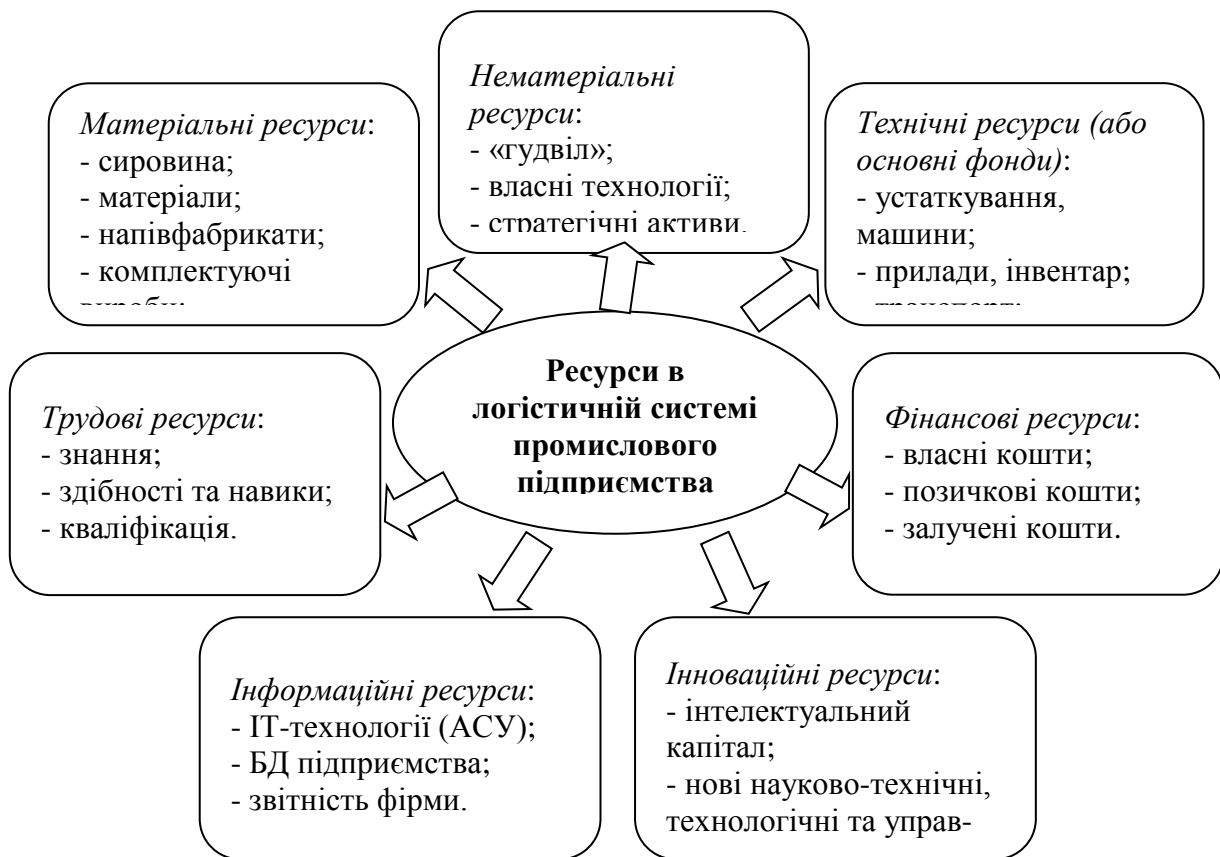 Матеріальні ресурси:
- сировина;
- матеріали;
- напівфабрикати;
- комплектуючі
вироби;
Нематеріальні
ресурси:
- «гудвіл»;
- власні технології;
- стратегічні активи.
Технічні ресурси (або
основні фонди):
- устаткування,
машини;
- прилади, інвентар;
- транспорт;
Трудові ресурси:
- знання;
- здібності та навики;
- кваліфікація.
Ресурси в
логістичній системі
промислового
підприємства
Фінансові ресурси:
- власні кошти;
- позичкові кошти;
- залучені кошти.
Інформаційні ресурси:
- ІТ-технології (АСУ);
- БД підприємства;
- звітність фірми.
Інноваційні ресурси:
- інтелектуальний
капітал;
- нові науково-технічні,
технологічні та управ-